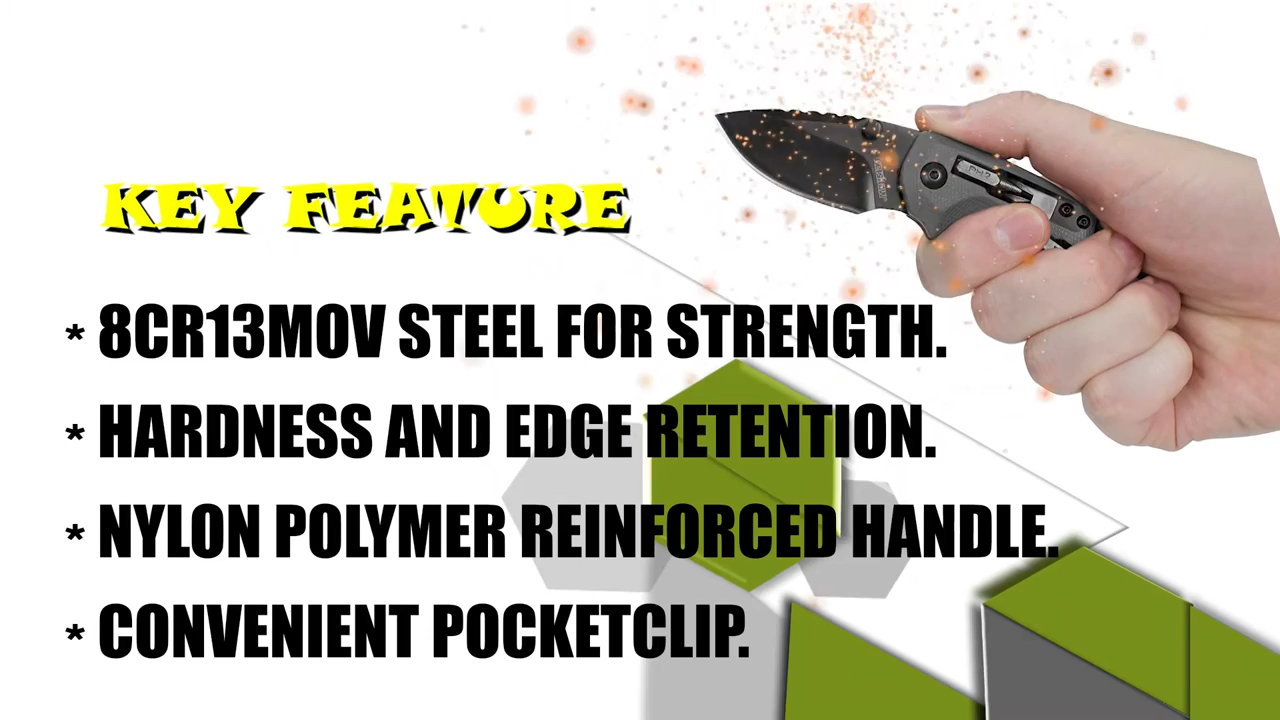 KEY FEATURE
* 8CR13MOV STEEL FOR STRENGTH.
* HARDNESS AND EDGE RETENTION.
* NYLON POLYMER REINFORCED HANDLE.
* CONVENIENT POCKETCLIP.